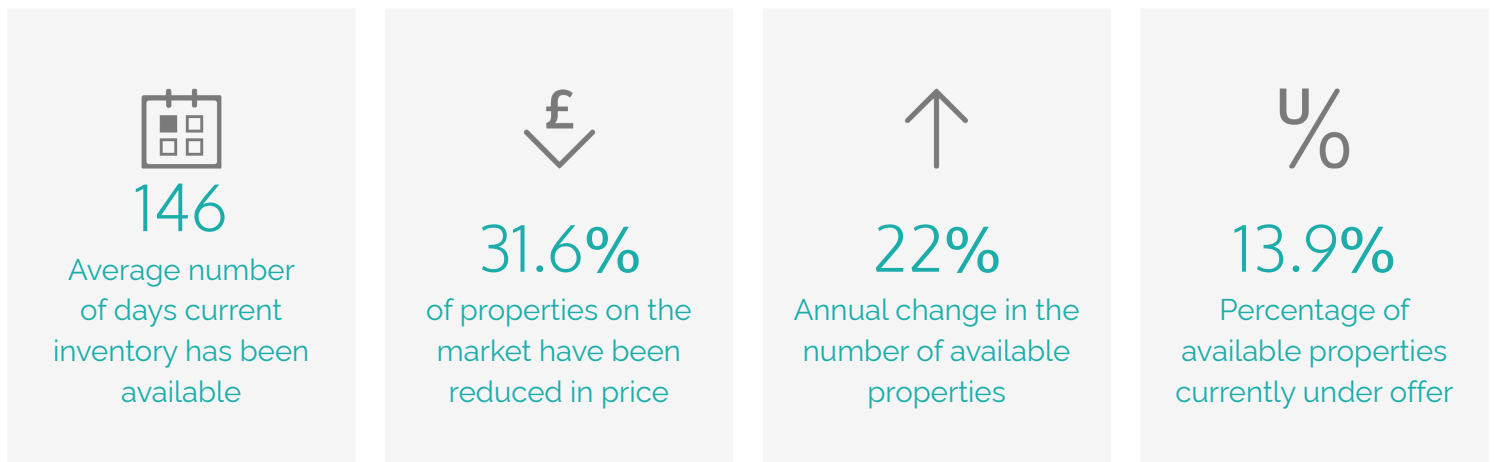 146
Average number
of days current
inventory has been
available
£
31.6%
of properties on the
market have been
reduced in price
22%
Annual change in the
number of available
properties
U/O
13.9%
Percentage of
available properties
currently under offer